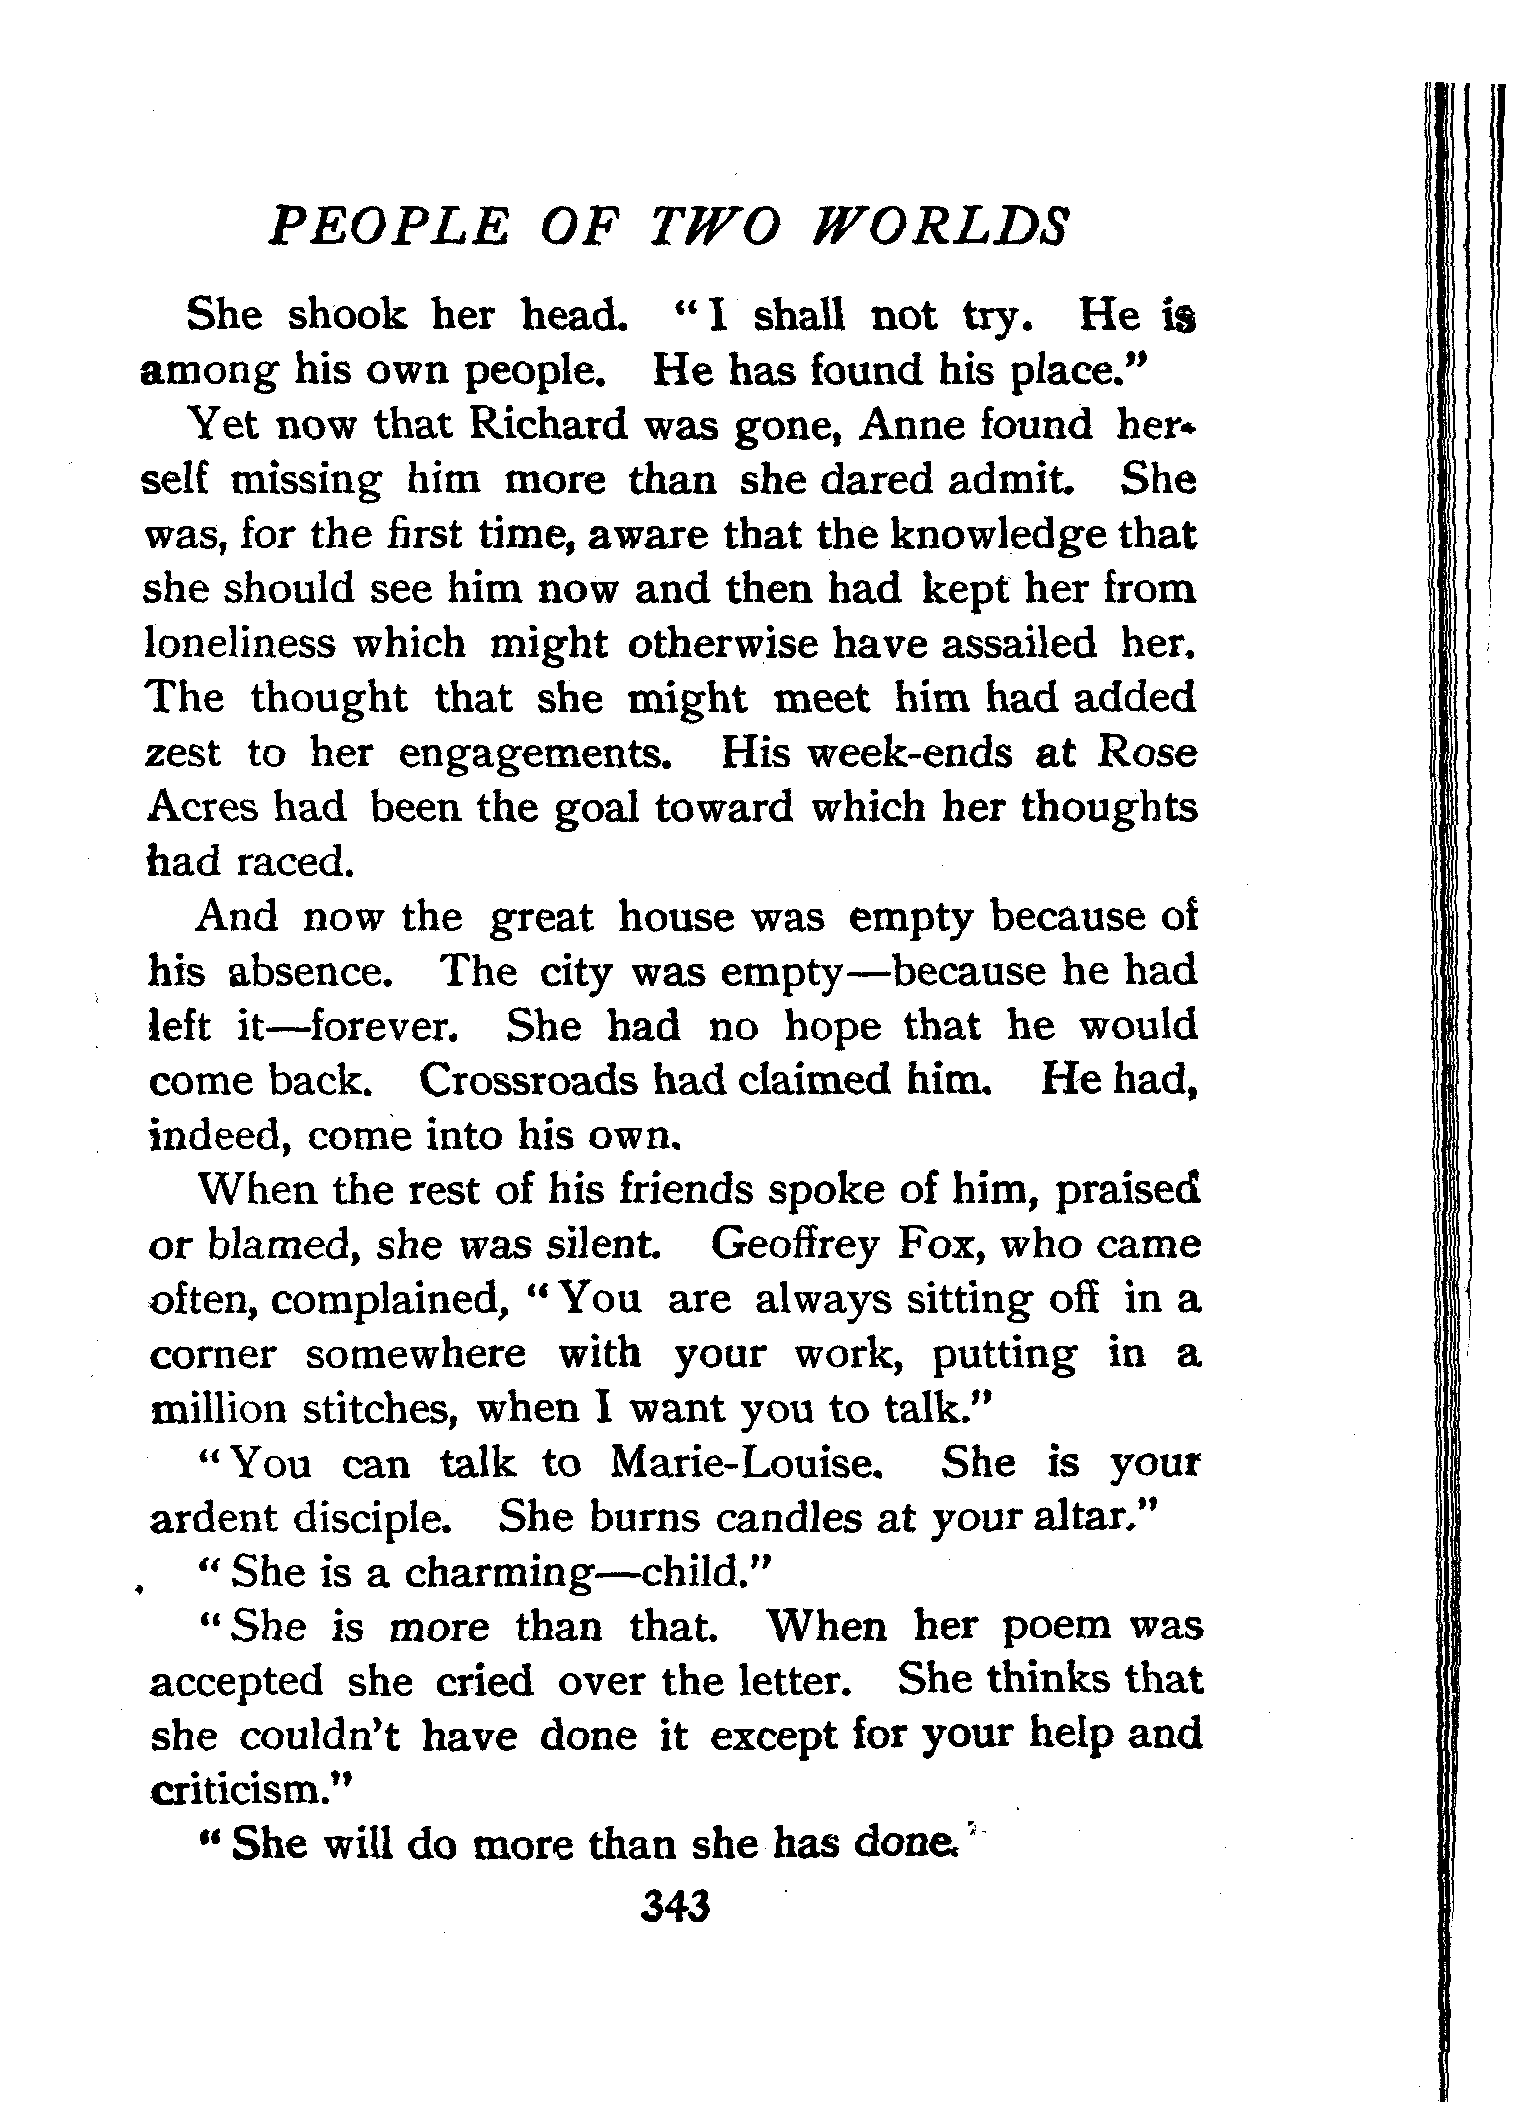 PEOPLE OF TWO WORLDS
She shook her head. “I shall not try. He is
among his own people. He has found his place.”
Yet now that Richard was gone, Anne found her-
self missing him more than she dared admit. She
was, for the first time, aware that the knowledge that
she should see him now and then had kept her from
loneliness which might otherwise have assailed her.
The thought that she might meet him had added
zest to her engagements. His week-ends at Rose
Acres had been the goal toward which her thoughts
had raced.
And now the great house was empty because of
his absence. The city was empty—because he had
left it—forever. She had no hope that he would
come back. Crossroads had claimed him. He had,
indeed, come into his own.
When the rest of his friends spoke of him, praised
or blamed, she was silent. Geoffrey Fox, who came
often, complained, “You are always sitting off in a
corner somewhere with your work, putting in a
million stitches, when I want you to talk.”
“You can talk to Marie-Louise. She is your
ardent disciple. She burns candles at your altar.”
“She is a charming—child.”
“She is more than that. When her poem was
accepted she cried over the letter. She thinks that
she couldn’t have done it except for your help and
criticism.”
“She will do more than she has done.”
343